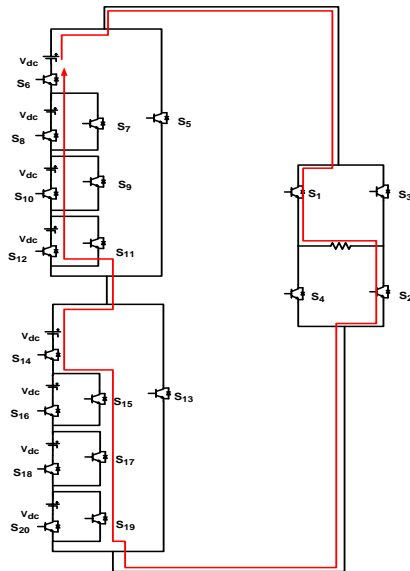 Vdc
S6
Vdc
S8
S7
Vdc
S10
S9
Vdc
S12
S11
S5
S1
S3
S4
S2
Vdc
S14
Vdc
S16
S15
Vdc
S18
S17
Vdc
S20
S19
S13